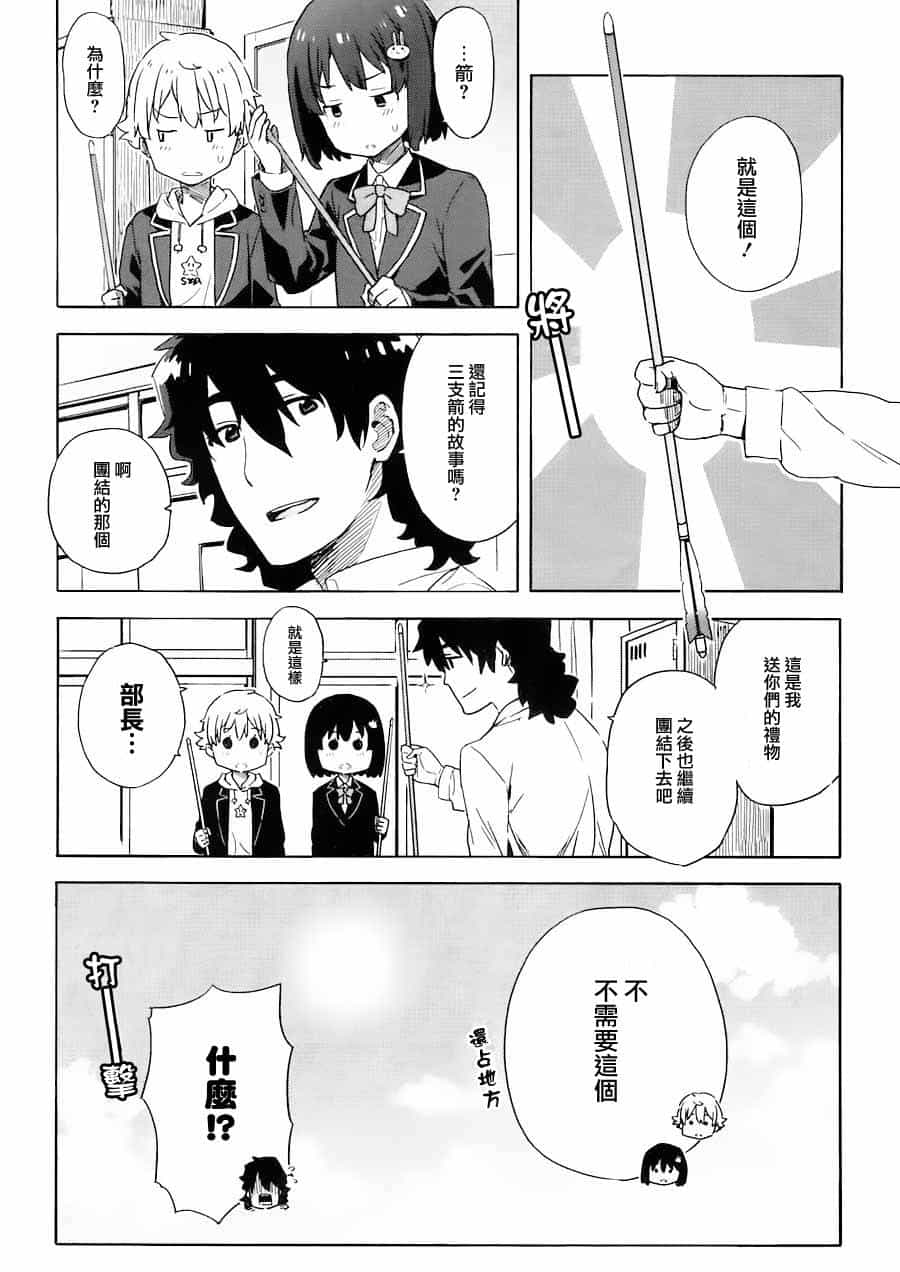 就是這個！
將
…箭？
為什麼？
還記得
三支箭的故事嗎？
啊
團結的那個
這是我
送你們的禮物
之後也繼續
團結下去吧
就是這樣
部長…
不
不需要這個
還占地方
什麼!?
打
擊